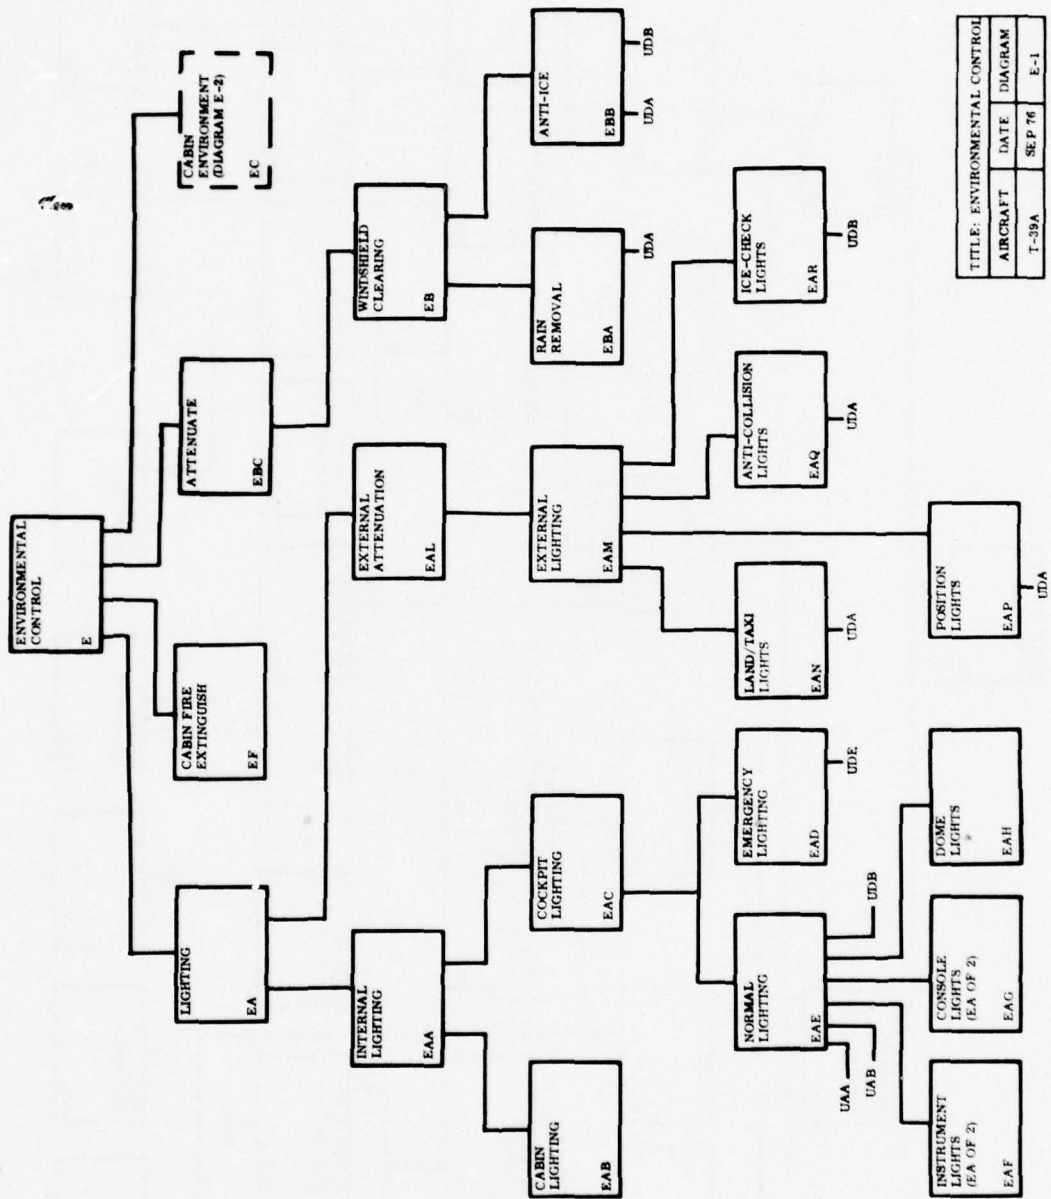 ENVIRONMENTAL
CONTROL
E
LIGHTING
EA
CABIN FIRE
EXTINGUISH
EF
ATTENUATE
EBC
CABIN
ENVIRONMENT
(DIAGRAM E-2)
EC
INTERNAL
LIGHTING
EAA
EXTERNAL
ATTENUATION
EAL
WINDSHIELD
CLEARING
EB
CABIN
LIGHTING
EAB
COCKPIT
LIGHTING
EAC
EXTERNAL
LIGHTING
EAM
RAIN
REMOVAL
EBA
UDA
ANTI-ICE
EBB
UDA
UDB
NORMAL
LIGHTING
EAE
UAA
UAB
UDB
EMERGENCY
LIGHTING
EAD
UDE
LAND/TAXI
LIGHTS
EAN
UDA
ANTI-COLLISION
LIGHTS
EAQ
UDA
ICE-CHECK
LIGHTS
EAR
UDB
INSTRUMENT
LIGHTS
(EA OF 2)
EAF
CONSOLE
LIGHTS
(EA OF 2)
EAG
DOME
LIGHTS
EAH
POSITION
LIGHTS
EAP
UDA
TITLE: ENVIRONMENTAL CONTROL
AIRCRAFT DATE DIAGRAM
T-39A SEP 76 E-1